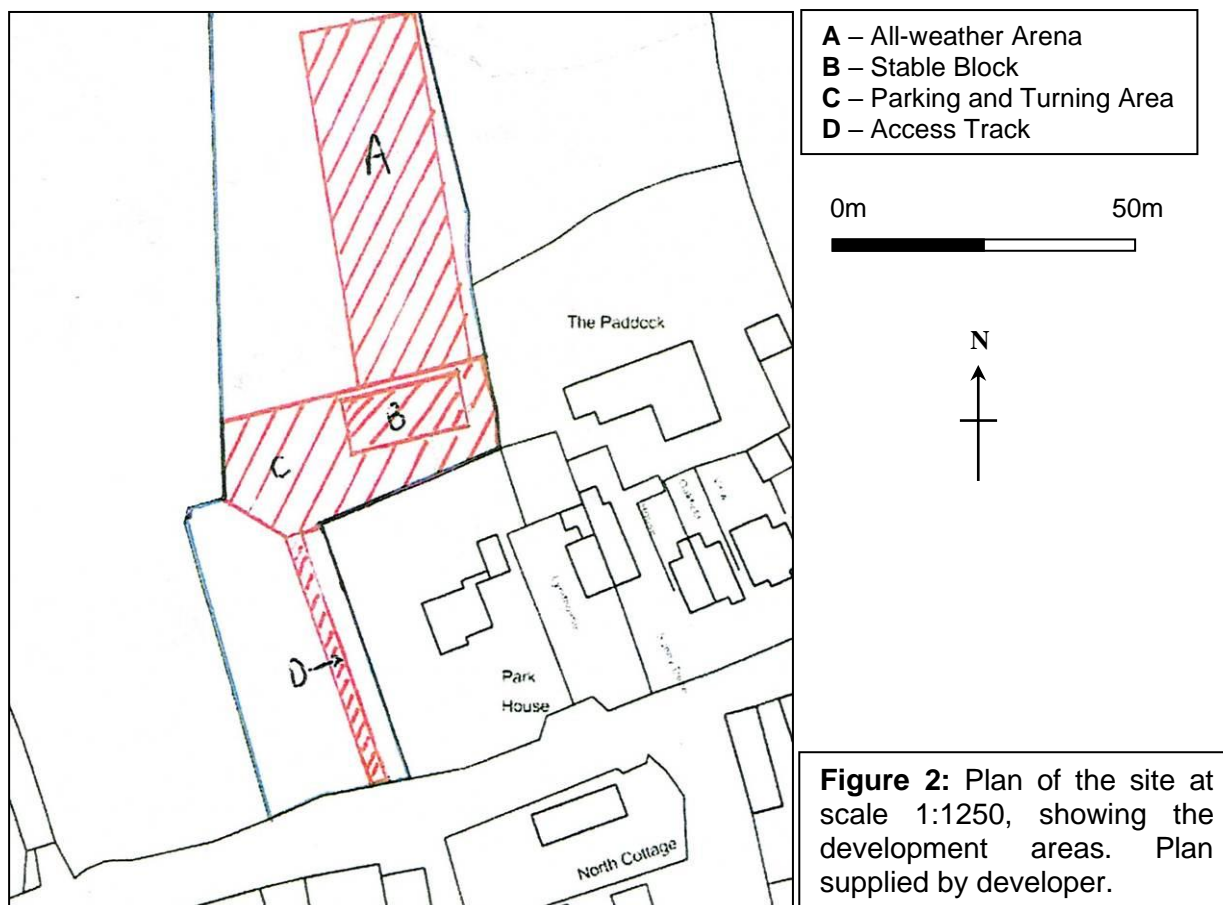 A – All-weather Arena
B – Stable Block
C – Parking and Turning Area
D – Access Track
0m 50m
N
A
The Paddock
B
C
D
Park
House
North Cottage
Figure 2: Plan of the site at
scale 1:1250, showing the
development areas. Plan
supplied by developer.